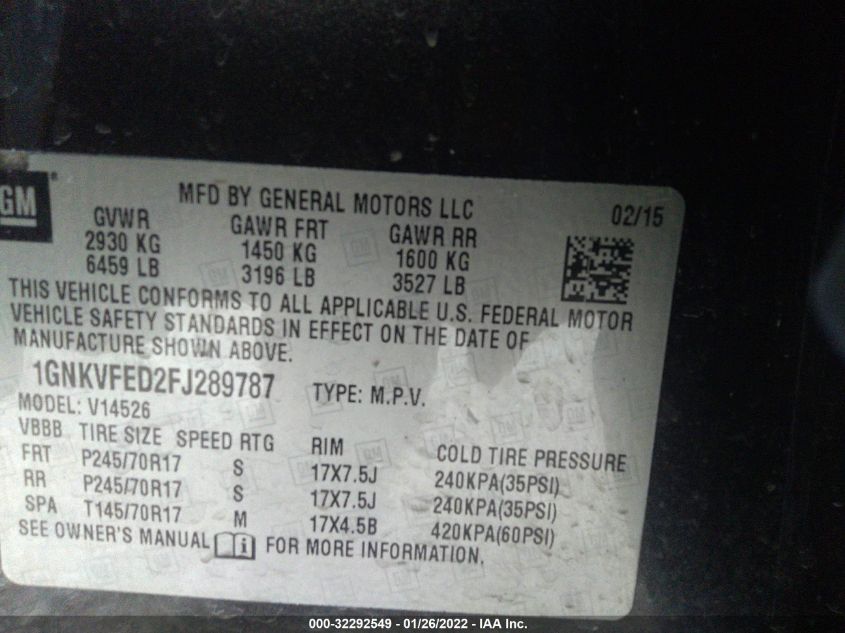 GM
MFD BY GENERAL MOTORS LLC
02/15
GVWR GAWR FRT GAWR RR
2930 KG 1450 KG 1600 KG
6459 LB 3196 LB 3527 LB
THIS VEHICLE CONFORMS TO ALL APPLICABLE U.S. FEDERAL MOTOR
VEHICLE SAFETY STANDARDS IN EFFECT ON THE DATE OF
MANUFACTURE SHOWN ABOVE.
1GNKVFED2FJ289787 TYPE: M.P.V.
MODEL: V14526
VBBB TIRE SIZE SPEED RTG RIM COLD TIRE PRESSURE
FRT P245/70R17 S 17X7.5J 240KPA(35PSI)
RR P245/70R17 S 17X7.5J 240KPA(35PSI)
SPA T145/70R17 M 17X4.5B 420KPA(60PSI)
SEE OWNER'S MANUAL i FOR MORE INFORMATION.
000-32292549 - 01/26/2022 - IAA Inc.